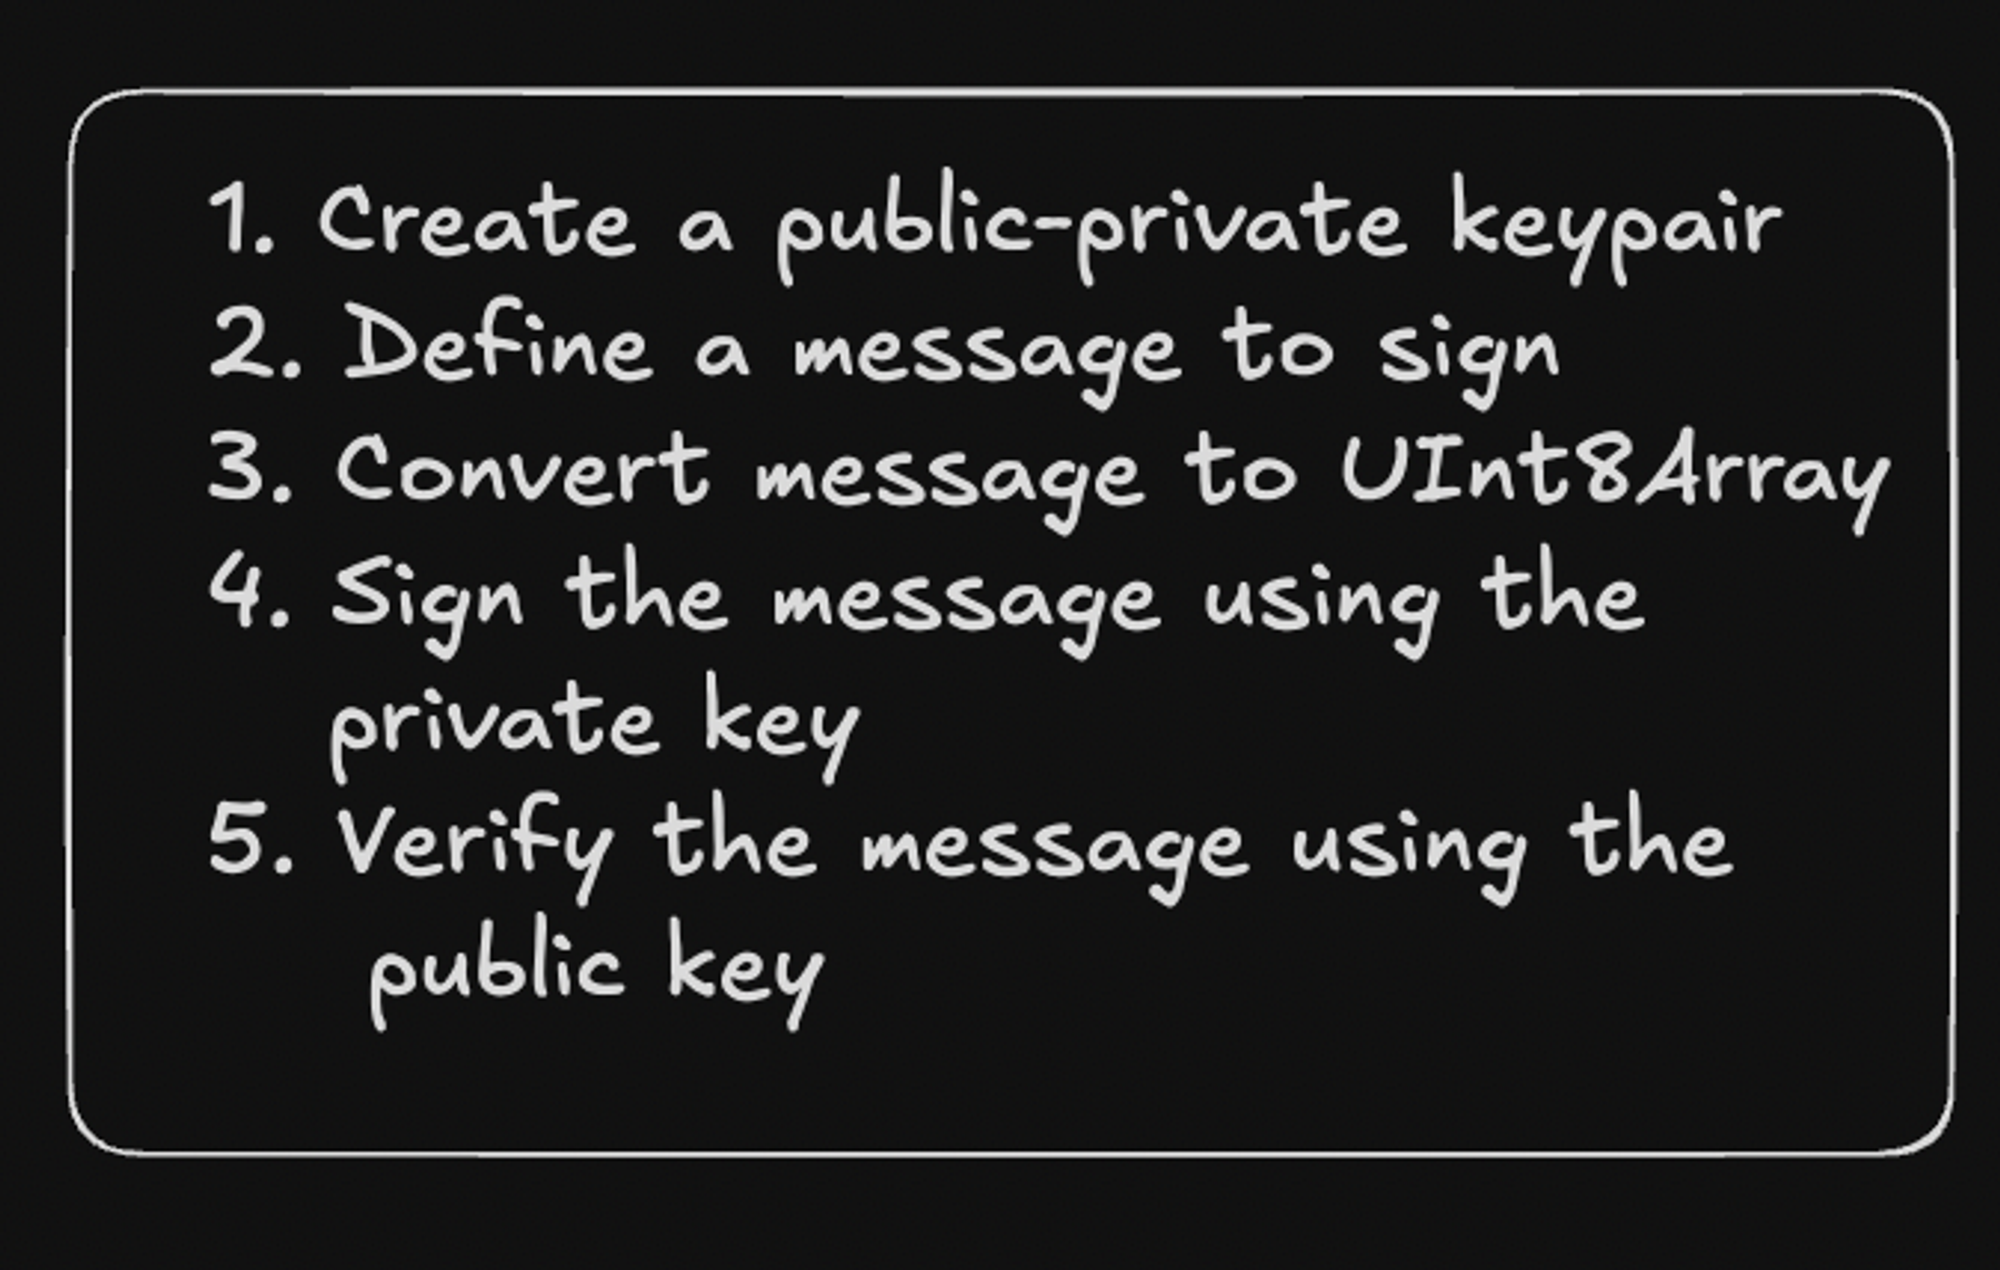 1. Create a public-private keypair
2. Define a message to sign
3. Convert message to UInt8Array
4. Sign the message using the
private key
5. Verify the message using the
public key